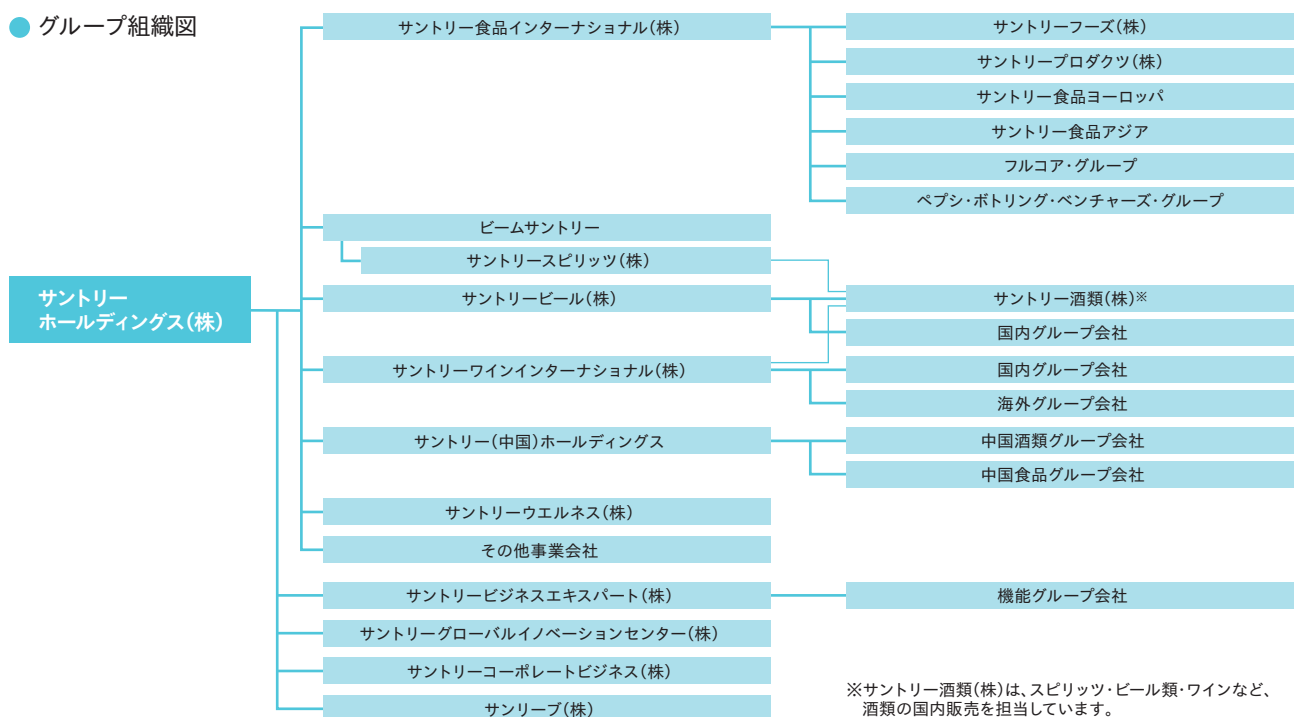 グループ組織図
サントリー
ホールディングス(株)
サントリー食品インターナショナル(株)
サントリーフーズ(株)
サントリープロダクツ(株)
サントリー食品ヨーロッパ
サントリー食品アジア
フルコア・グループ
ペプシ・ボトリング・ベンチャーズ・グループ
ビームサントリー
サントリースピリッツ(株)
サントリービール(株)
サントリー酒類(株)※
国内グループ会社
サントリーワインインターナショナル(株)
国内グループ会社
海外グループ会社
サントリー(中国)ホールディングス
中国酒類グループ会社
中国食品グループ会社
サントリーウエルネス(株)
その他事業会社
サントリービジネスエキスパート(株)
機能グループ会社
サントリーグローバルイノベーションセンター(株)
サントリーコーポレートビジネス(株)
サンリーブ(株)
※サントリー酒類(株)は、スピリッツ・ビール類・ワインなど、
酒類の国内販売を担当しています。